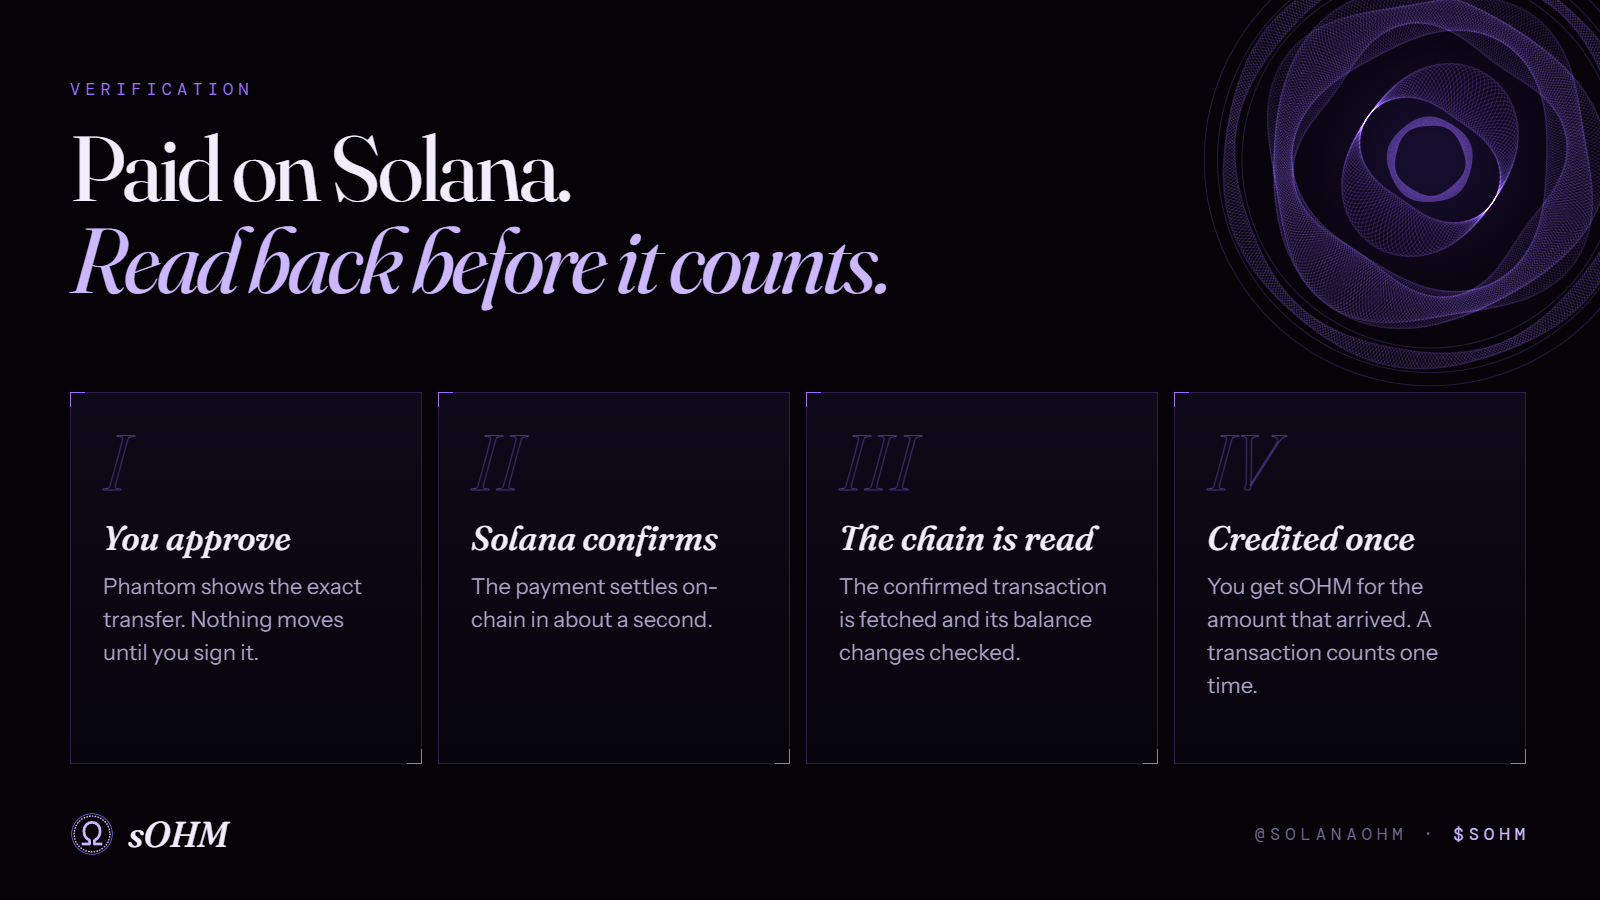 VERIFICATION
Paid on Solana.
Read back before it counts.
I
You approve
Phantom shows the exact
transfer. Nothing moves
until you sign it.
II
Solana confirms
The payment settles on-
chain in about a second.
III
The chain is read
The confirmed transaction
is fetched and its balance
changes checked.
IV
Credited once
You get sOHM for the
amount that arrived. A
transaction counts one
time.
Ω sOHM
@SOLANAOHM · $SOHM